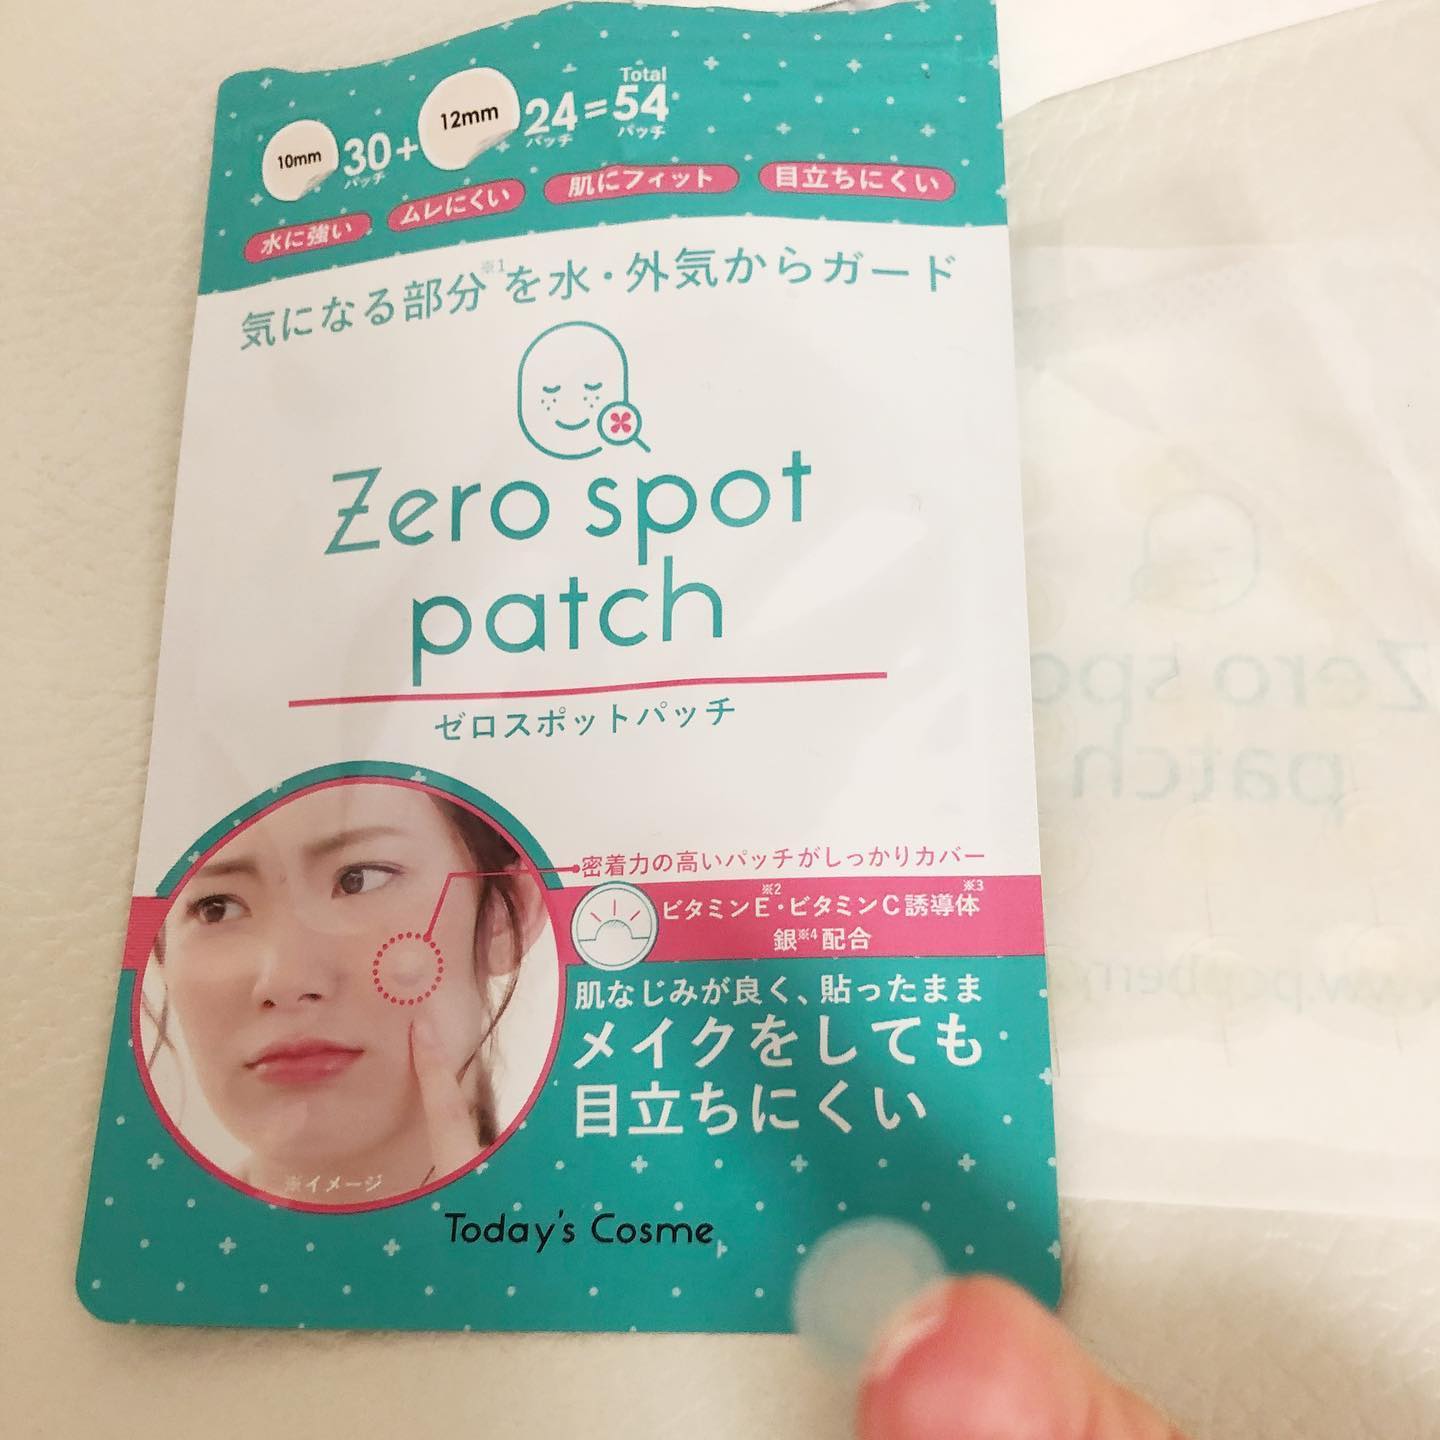 10mm 30パッチ + 12mm 24パッチ = Total 54パッチ
水に強い ムレにくい 肌にフィット 目立ちにくい
気になる部分※1を水・外気からガード
Zero spot
patch
ゼロスポットパッチ
密着力の高いパッチがしっかりカバー
ビタミンE※2・ビタミンC誘導体※3
銀※4配合
肌なじみが良く、貼ったまま
メイクをしても
目立ちにくい
※イメージ
Today's Cosme
Zero spo
patch